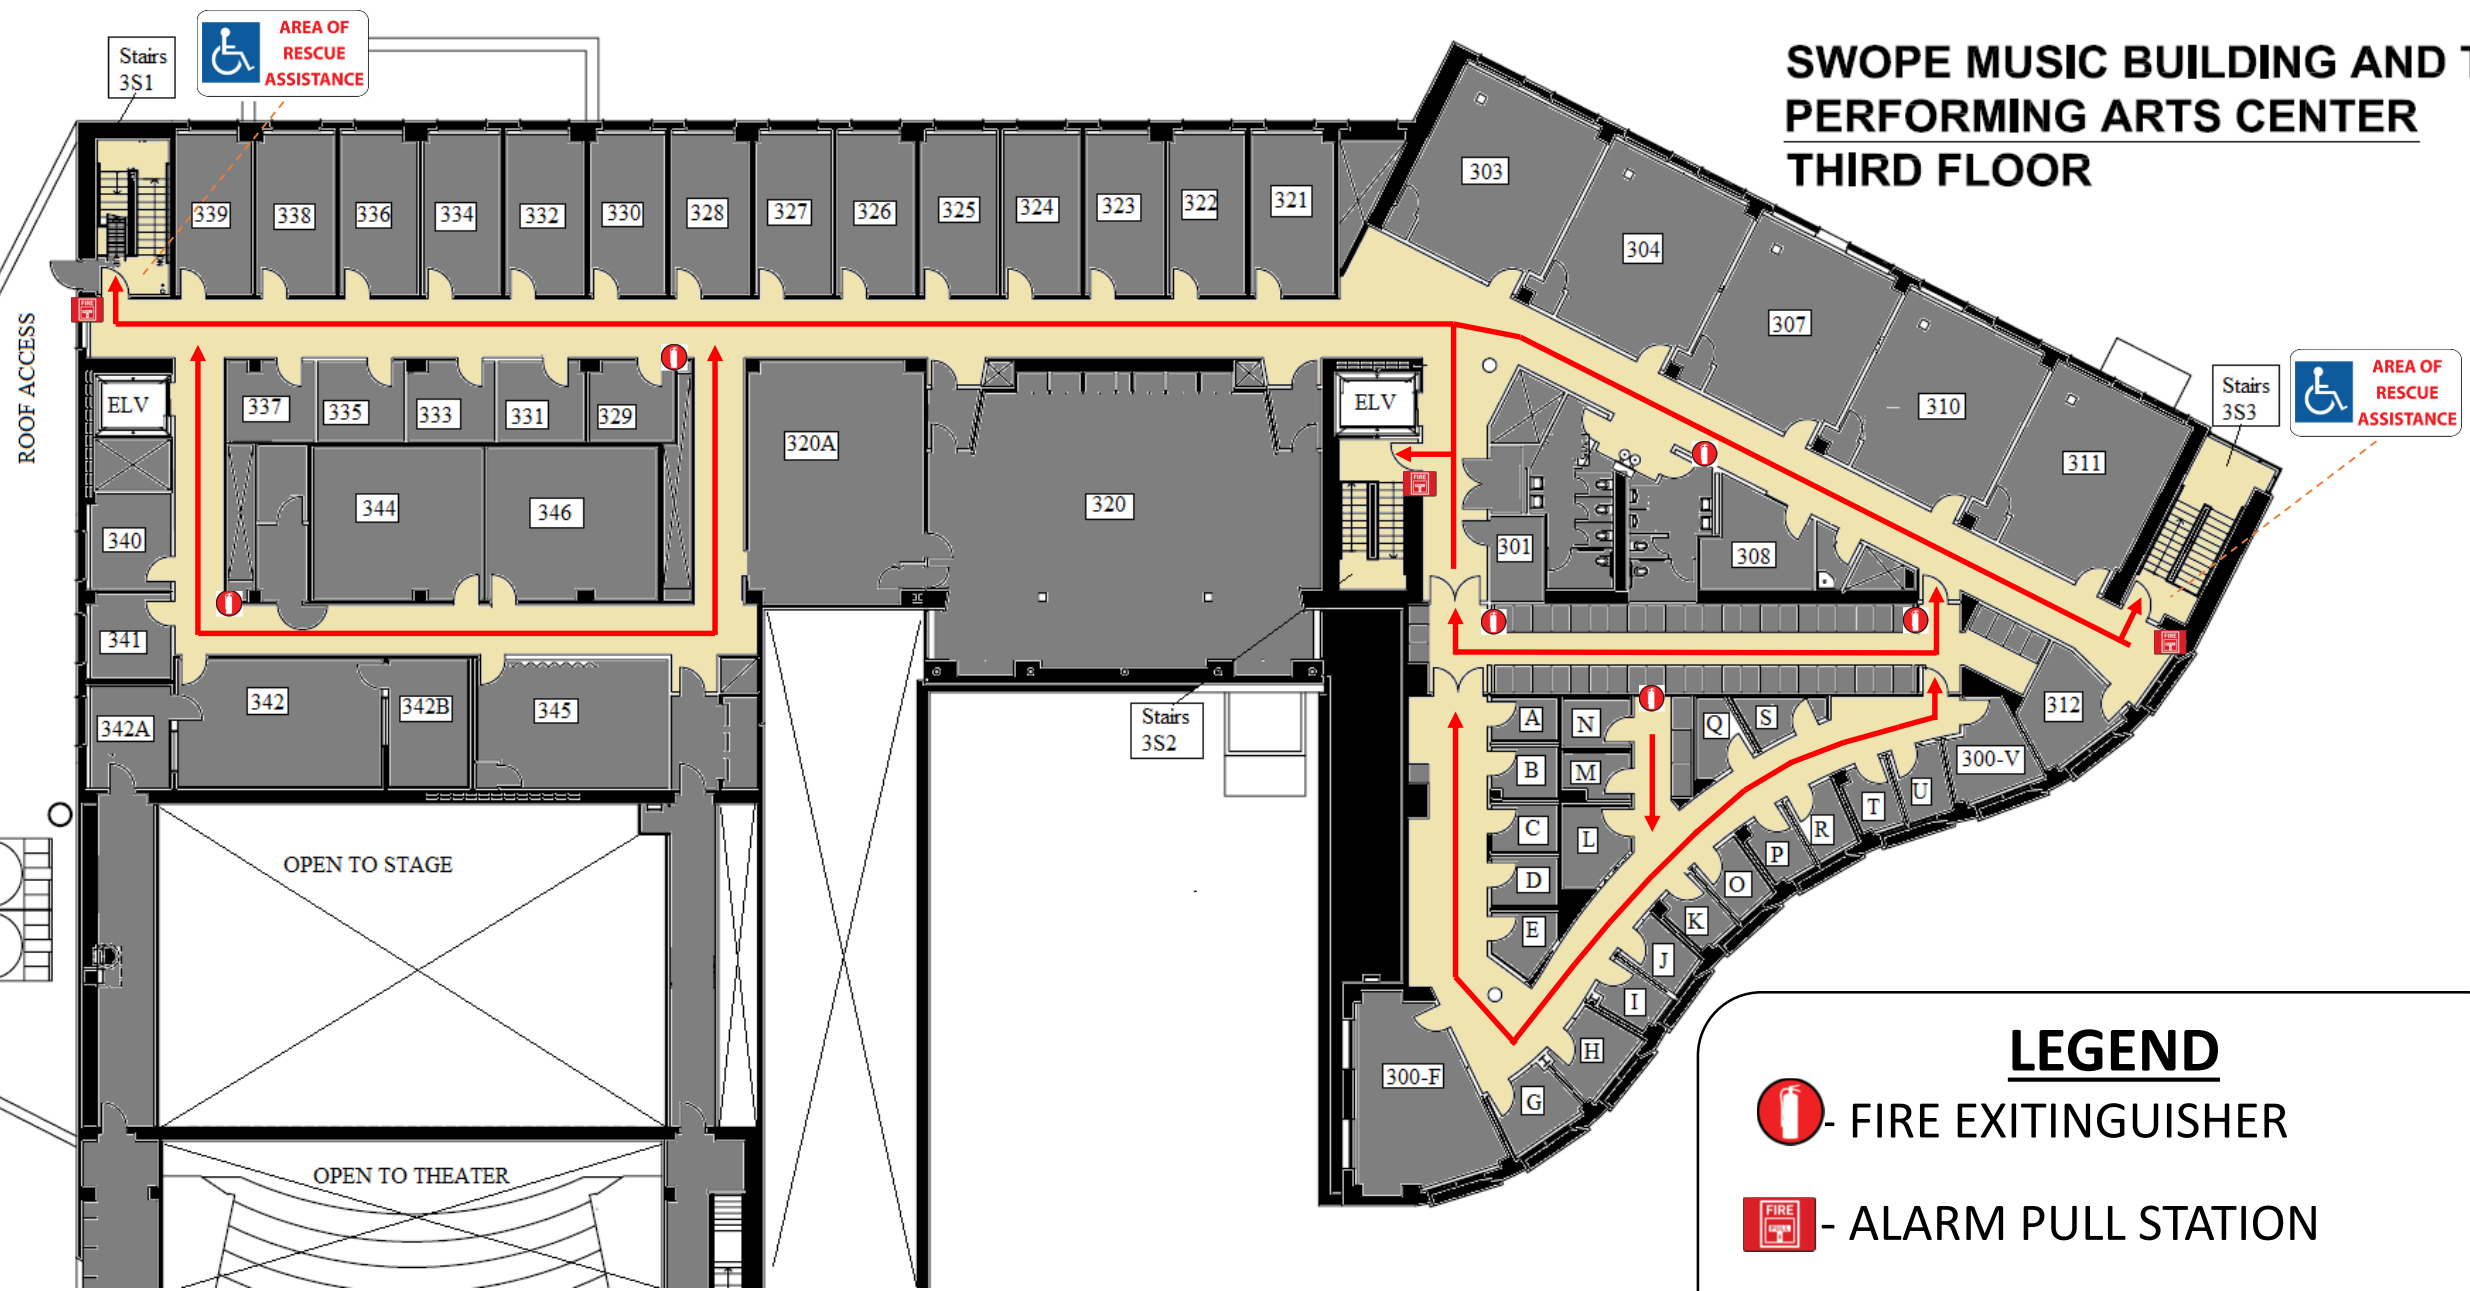 SWOPE MUSIC BUILDING AND T
PERFORMING ARTS CENTER
THIRD FLOOR
Stairs
3S1
AREA OF
RESCUE
ASSISTANCE
339
338
336
334
332
330
328
327
326
325
324
323
322
321
303
304
307
310
311
Stairs
3S3
AREA OF
RESCUE
ASSISTANCE
ROOF ACCESS
FIRE
ELV
337
335
333
331
329
320A
320
ELV
344
346
340
341
301
308
342A
342
342B
345
Stairs
3S2
312
300-V
A
N
Q
S
B
M
C
L
D
E
U
T
R
P
O
K
J
I
H
G
300-F
OPEN TO STAGE
OPEN TO THEATER
LEGEND
- FIRE EXITINGUISHER
FIRE
PULL
- ALARM PULL STATION